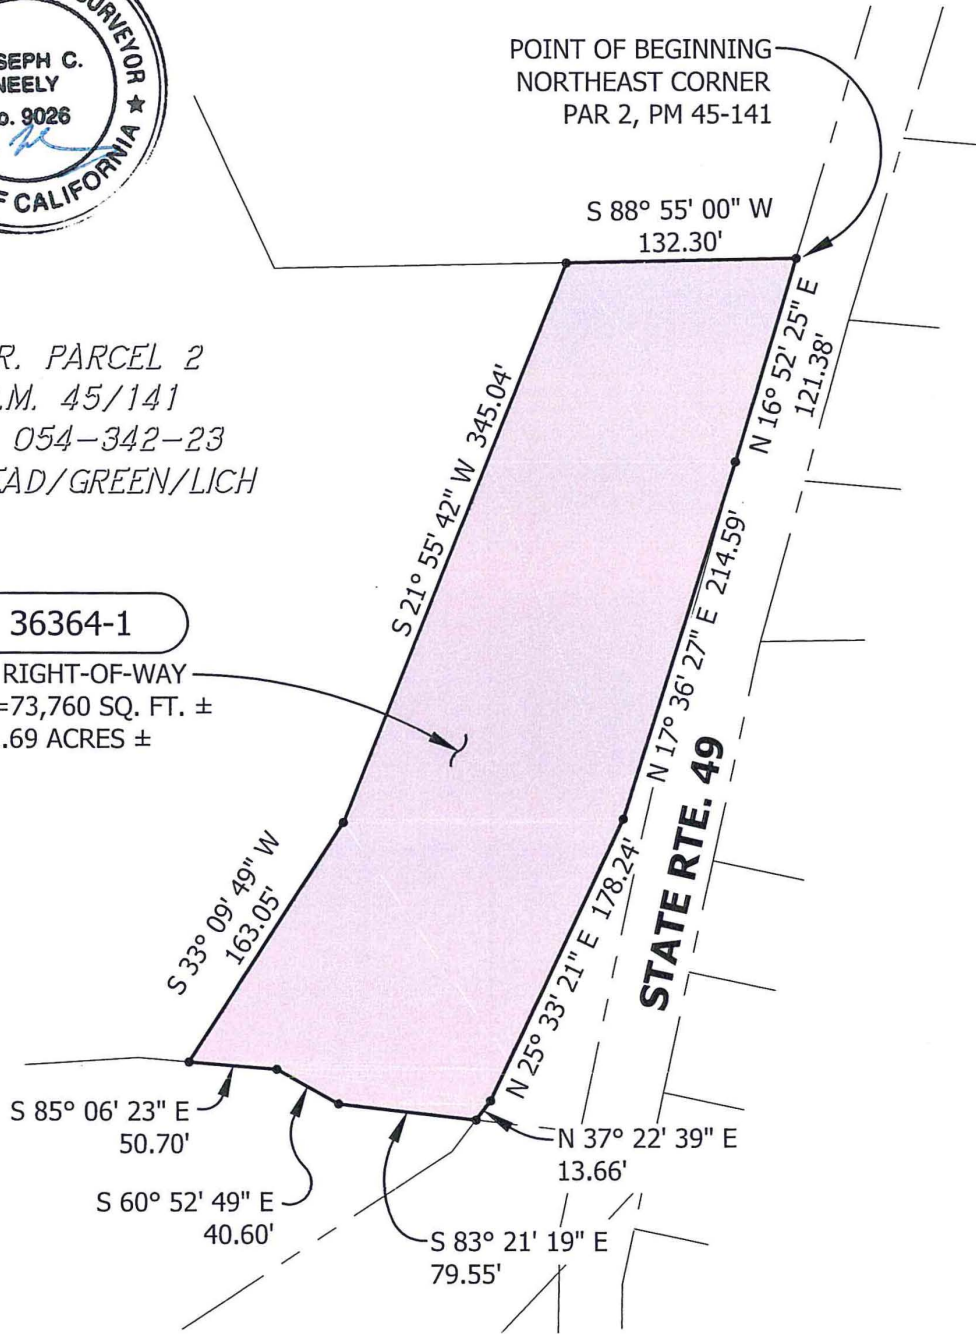 SURVEYOR
C.
9026
CALIFORNIA
POINT OF BEGINNING
NORTHEAST CORNER
PAR 2, PM 45-141
S 88° 55' 00" W
132.30'
N 16° 52' 25" E
121.38'
PARCEL 2
45/141
054-342-23
/GREEN/LICH
S 21° 55' 42" W 345.04'
N 17° 36' 27" E 214.59'
36364-1
RIGHT-OF-WAY
=73,760 SQ. FT. ±
.69 ACRES ±
STATE RTE. 49
S 33° 09' 49" W
163.05'
N 25° 33' 21" E 178.24'
S 85° 06' 23" E
50.70'
N 37° 22' 39" E
13.66'
S 60° 52' 49" E
40.60'
S 83° 21' 19" E
79.55'